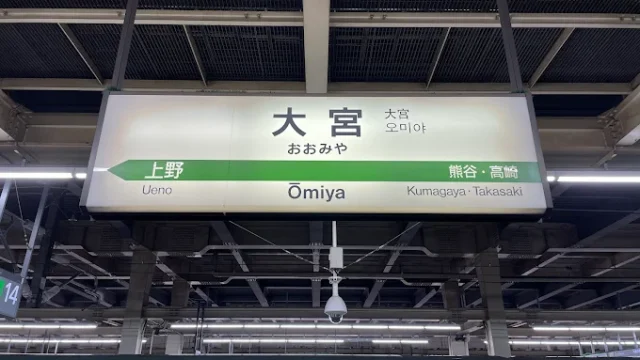 大宮
大宮
오미야
おおみや
上野 熊谷・高崎
Ueno Ōmiya Kumagaya・Takasaki
14